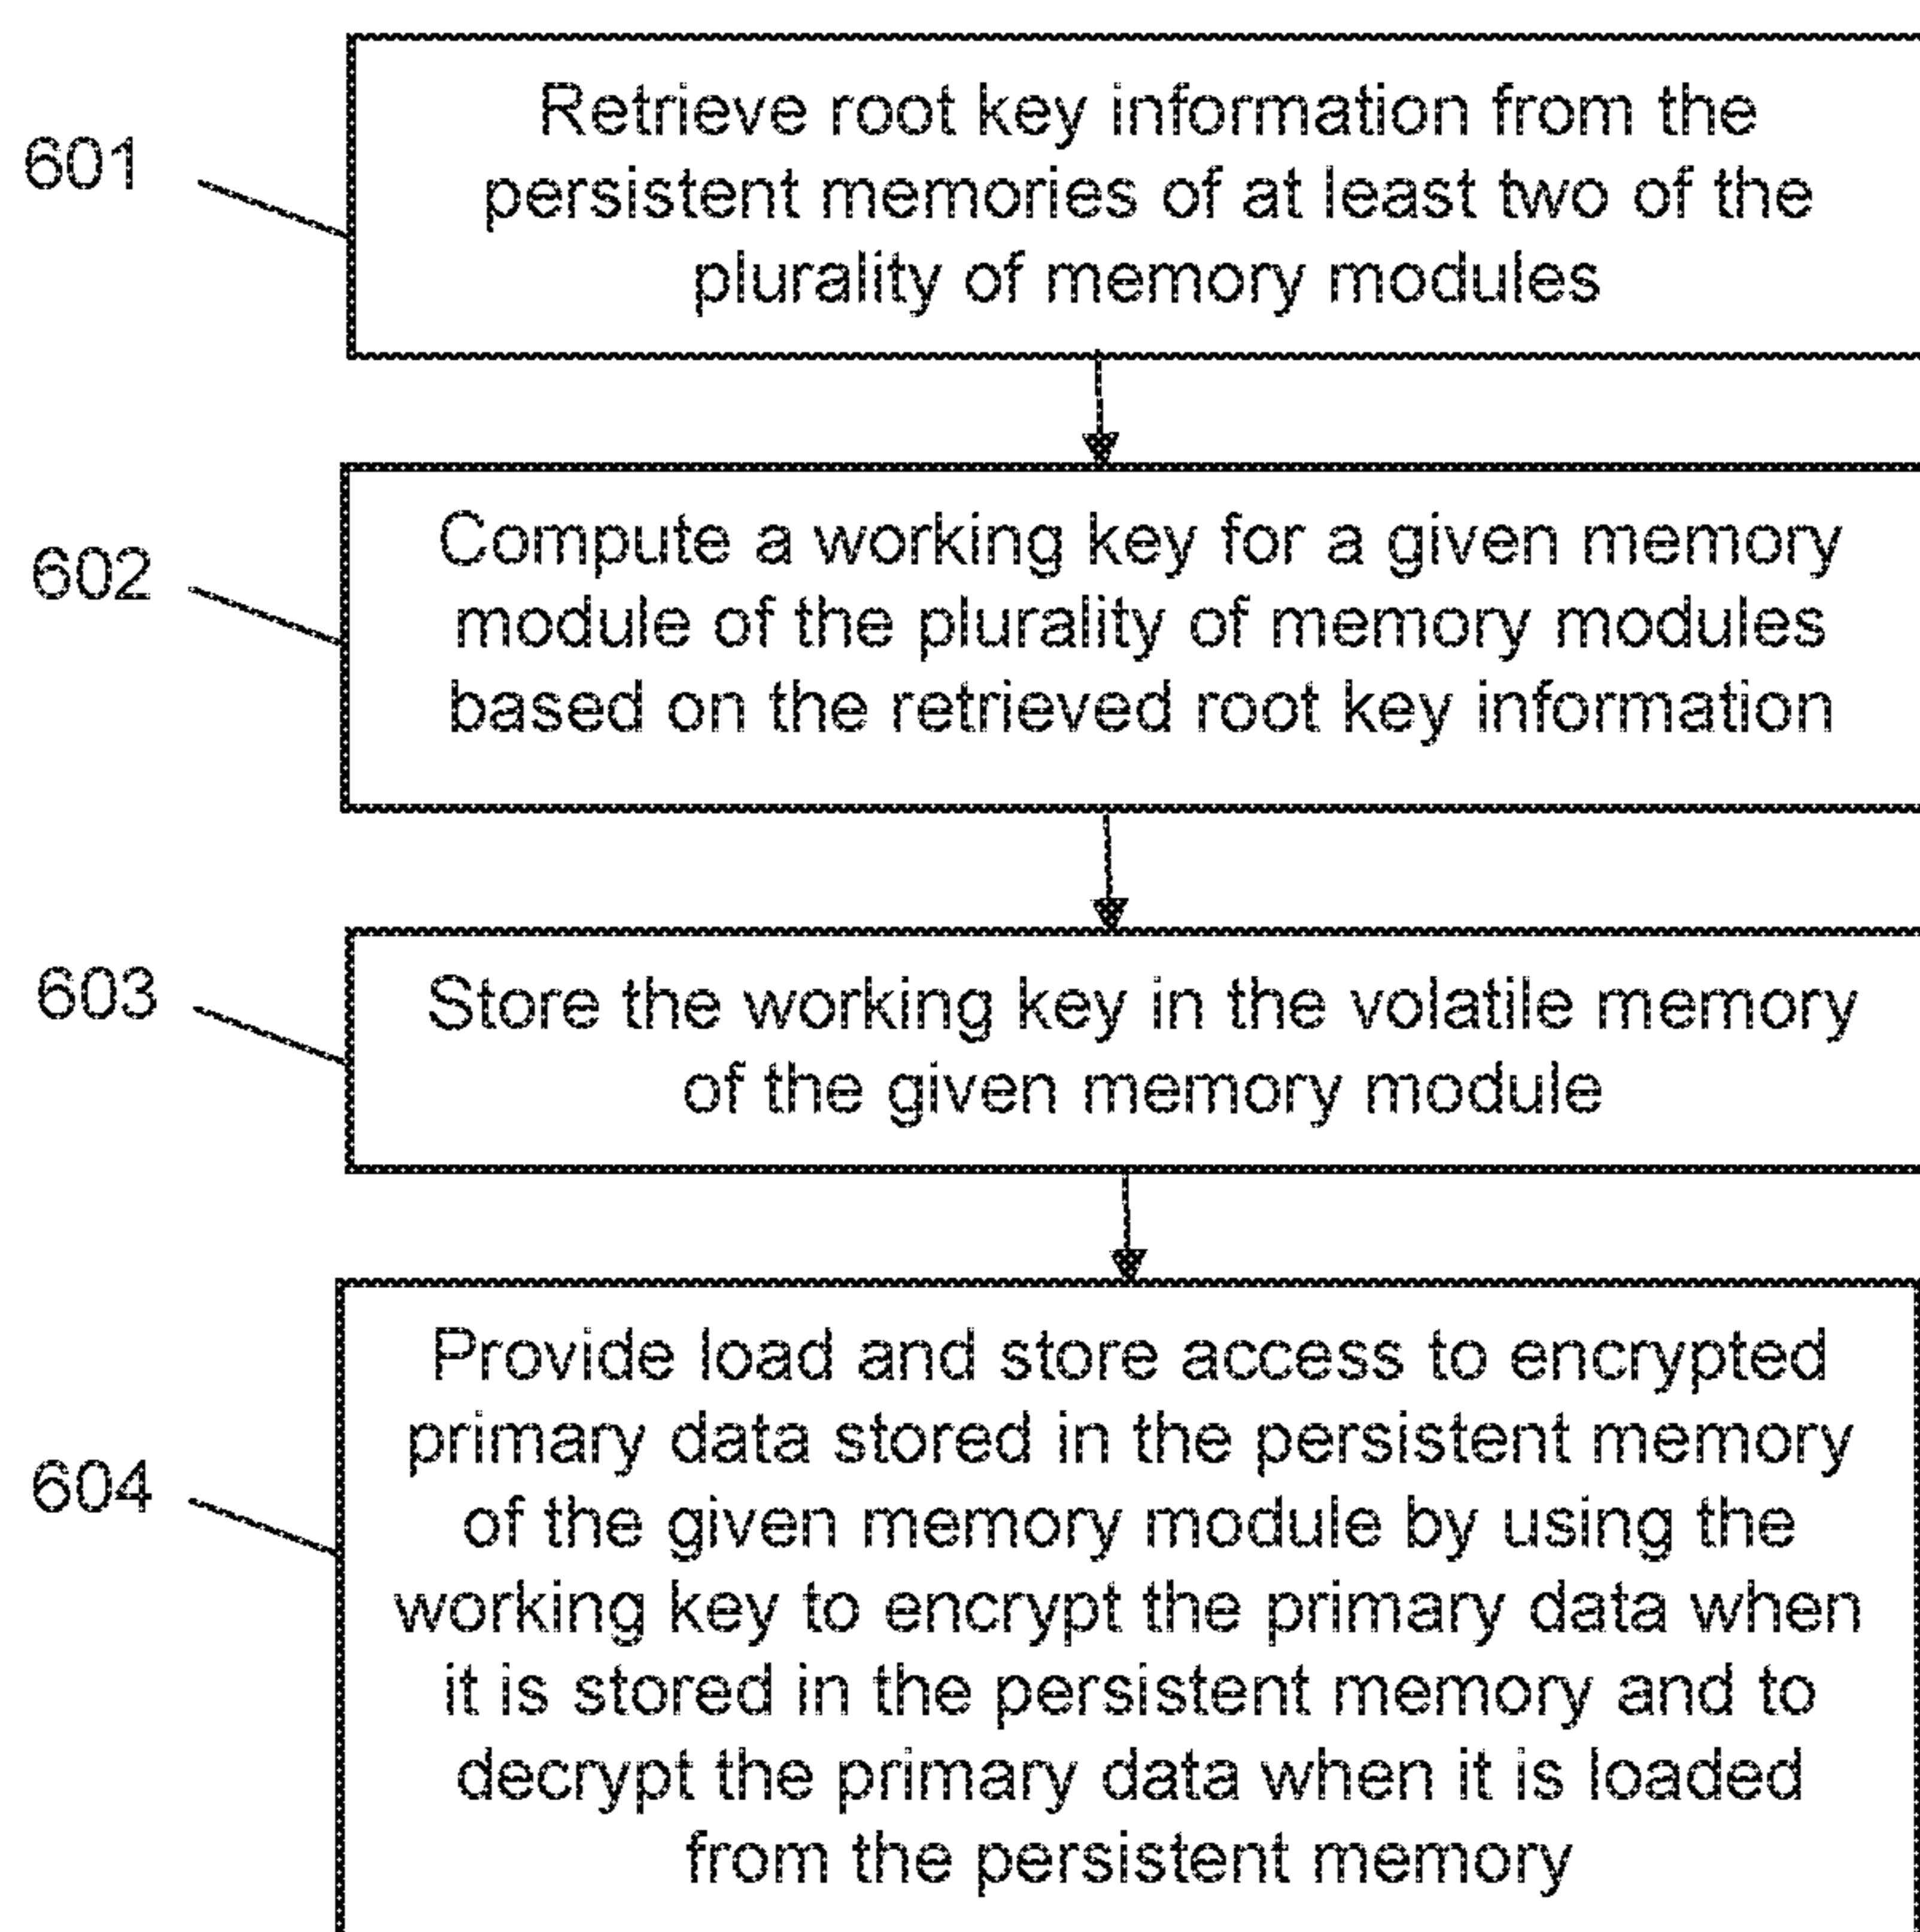 601
Retrieve root key information from the
persistent memories of at least two of the
plurality of memory modules
602
Compute a working key for a given memory
module of the plurality of memory modules
based on the retrieved root key information
603
Store the working key in the volatile memory
of the given memory module
604
Provide load and store access to encrypted
primary data stored in the persistent memory
of the given memory module by using the
working key to encrypt the primary data when
it is stored in the persistent memory and to
decrypt the primary data when it is loaded
from the persistent memory